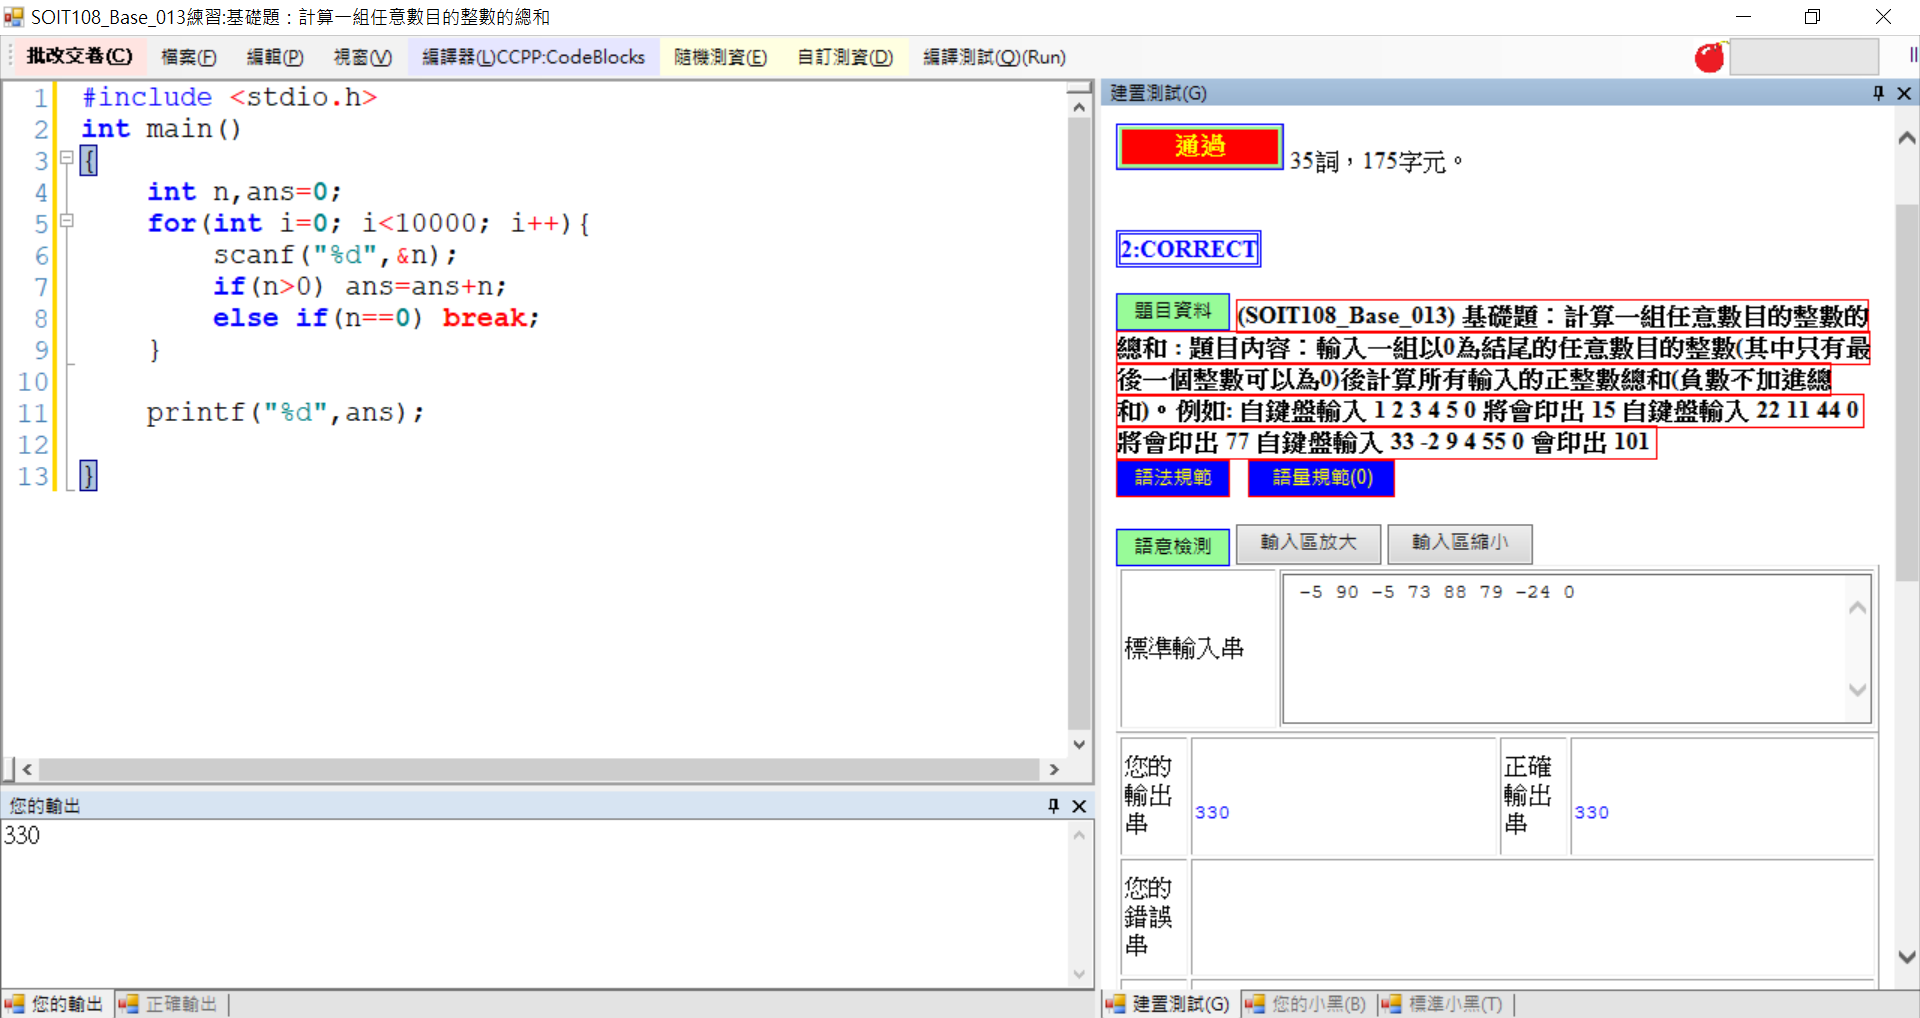 SOIT108_Base_013練習:基礎題：計算一組任意數目的整數的總和
批改交卷(C) 檔案(F) 編輯(P) 視窗(V) 編譯器(L)CCPP:CodeBlocks 隨機測資(E) 自訂測資(D) 編譯測試(Q)(Run)
1 #include <stdio.h>
2 int main()
3 {
4 int n,ans=0;
5 for(int i=0; i<10000; i++){
6 scanf("%d",&n);
7 if(n>0) ans=ans+n;
8 else if(n==0) break;
9 }
10
11 printf("%d",ans);
12
13 }
您的輸出
330
您的輸出 正確輸出
建置測試(G)
通過 35詞，175字元。
2:CORRECT
題目資料 (SOIT108_Base_013) 基礎題：計算一組任意數目的整數的
總和：題目內容：輸入一組以0為結尾的任意數目的整數(其中只有最
後一個整數可以為0)後計算所有輸入的正整數總和(負數不加進總
和)。例如: 自鍵盤輸入 1 2 3 4 5 0 將會印出 15 自鍵盤輸入 22 11 44 0
將會印出 77 自鍵盤輸入 33 -2 9 4 55 0 會印出 101
語法規範 語量規範(0)
語意檢測 輸入區放大 輸入區縮小
標準輸入串 -5 90 -5 73 88 79 -24 0
您的輸出串 330 正確輸出串 330
您的錯誤串
建置測試(G) 您的小黑(B) 標準小黑(T)